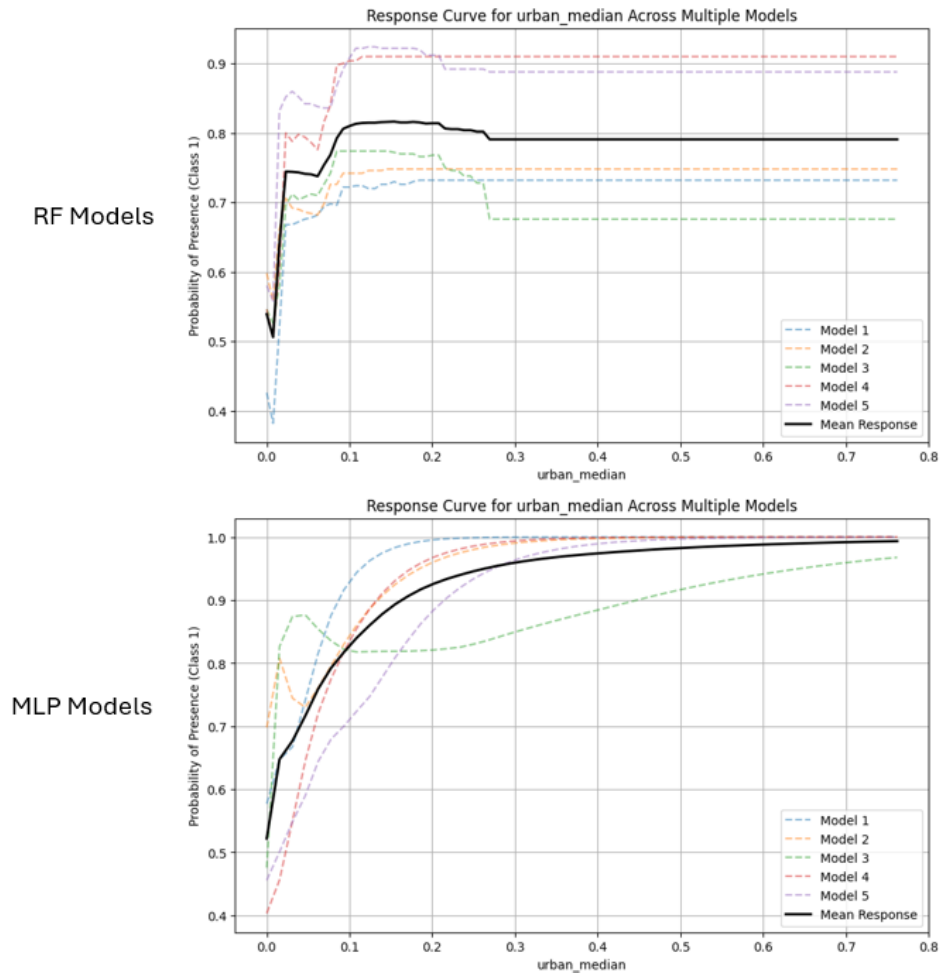 Response Curve for urban_median Across Multiple Models
RF Models
Probability of Presence (Class 1)
0.9
0.8
0.7
0.6
0.5
0.4
Model 1
Model 2
Model 3
Model 4
Model 5
Mean Response
0.0 0.1 0.2 0.3 0.4 0.5 0.6 0.7 0.8
urban_median
Response Curve for urban_median Across Multiple Models
MLP Models
Probability of Presence (Class 1)
1.0
0.9
0.8
0.7
0.6
0.5
0.4
Model 1
Model 2
Model 3
Model 4
Model 5
Mean Response
0.0 0.1 0.2 0.3 0.4 0.5 0.6 0.7 0.8
urban_median